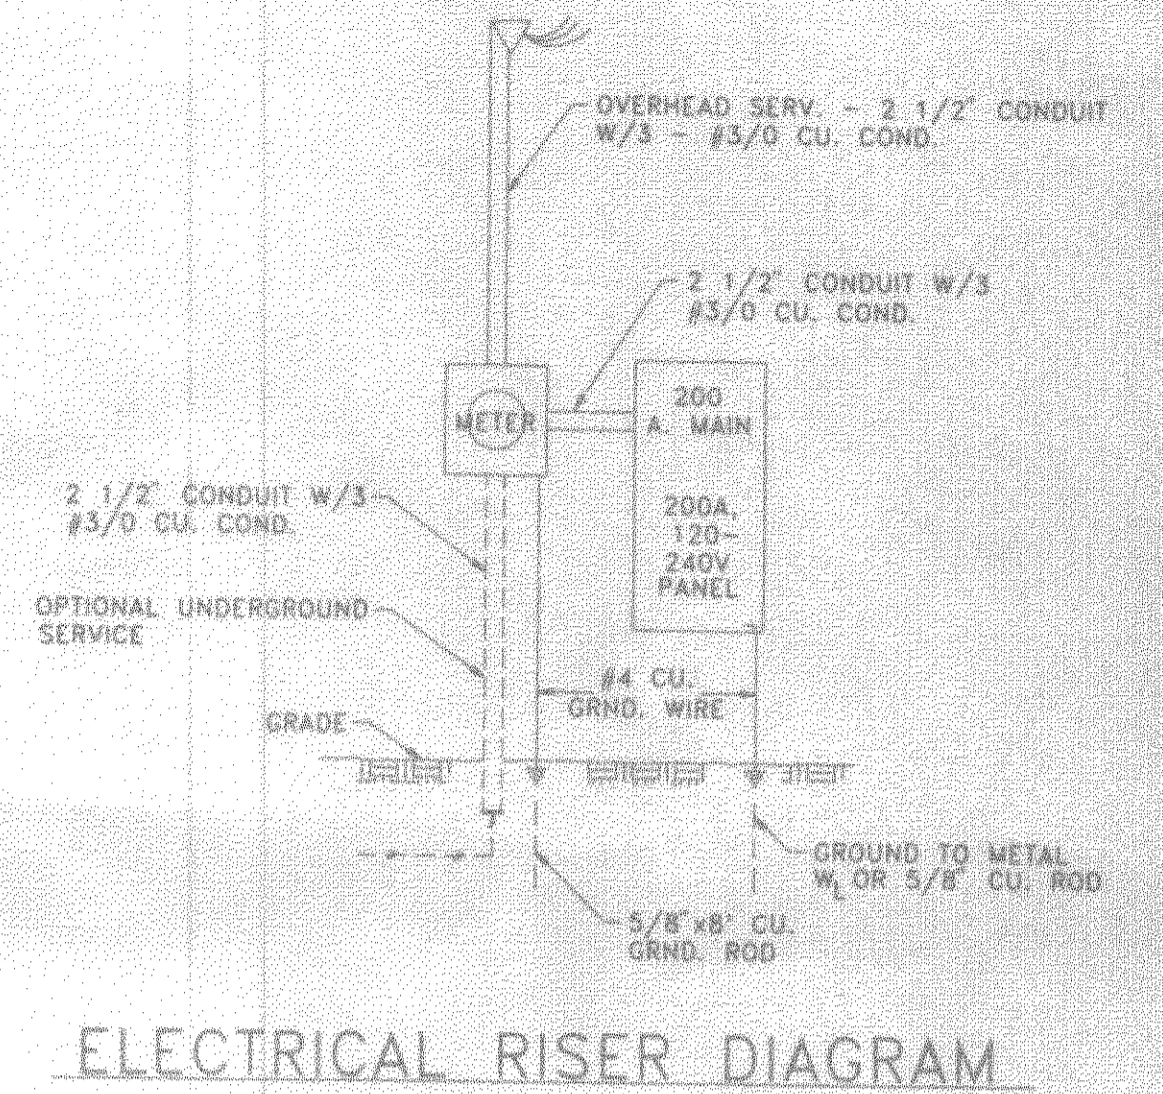 OVERHEAD SERV. - 2 1/2" CONDUIT
W/3 - #3/0 CU. COND.
2 1/2" CONDUIT W/3
#3/0 CU. COND.
200
A. MAIN
METER
2 1/2" CONDUIT W/3
#3/0 CU. COND.
200A,
120-
240V
PANEL
OPTIONAL UNDERGROUND
SERVICE
#4 CU.
GRND. WIRE
GRADE
GROUND TO METAL
WL OR 5/8" CU. ROD
5/8"x8' CU.
GRND. ROD
ELECTRICAL RISER DIAGRAM